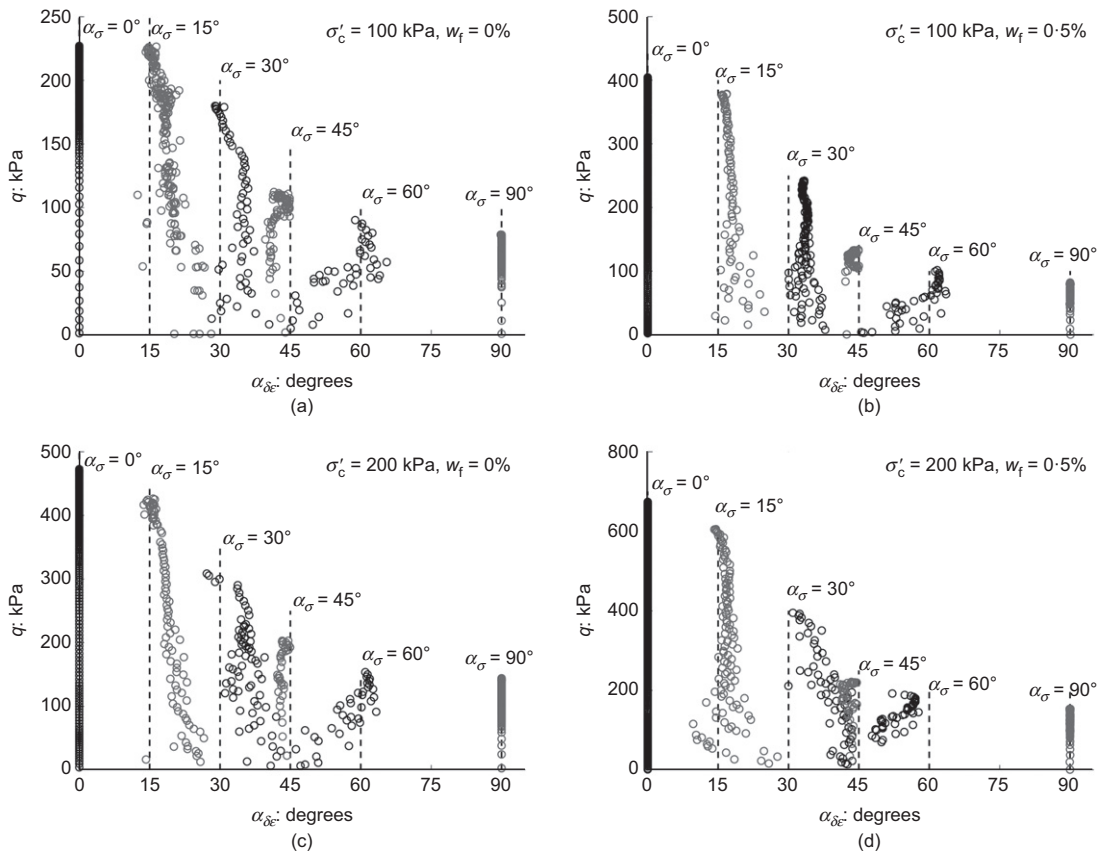 250
200
150
100
50
0
q: kPa
α_σ = 0°
α_σ = 15°
α_σ = 30°
α_σ = 45°
α_σ = 60°
α_σ = 90°
σ′_c = 100 kPa, w_f = 0%
0 15 30 45 60 75 90
α_δε: degrees
(a)
500
400
300
200
100
0
q: kPa
α_σ = 0°
α_σ = 15°
α_σ = 30°
α_σ = 45°
α_σ = 60°
α_σ = 90°
σ′_c = 100 kPa, w_f = 0·5%
0 15 30 45 60 75 90
α_δε: degrees
(b)
500
400
300
200
100
0
q: kPa
α_σ = 0°
α_σ = 15°
α_σ = 30°
α_σ = 45°
α_σ = 60°
α_σ = 90°
σ′_c = 200 kPa, w_f = 0%
0 15 30 45 60 75 90
α_δε: degrees
(c)
800
600
400
200
0
q: kPa
α_σ = 0°
α_σ = 15°
α_σ = 30°
α_σ = 45°
α_σ = 60°
α_σ = 90°
σ′_c = 200 kPa, w_f = 0·5%
0 15 30 45 60 75 90
α_δε: degrees
(d)